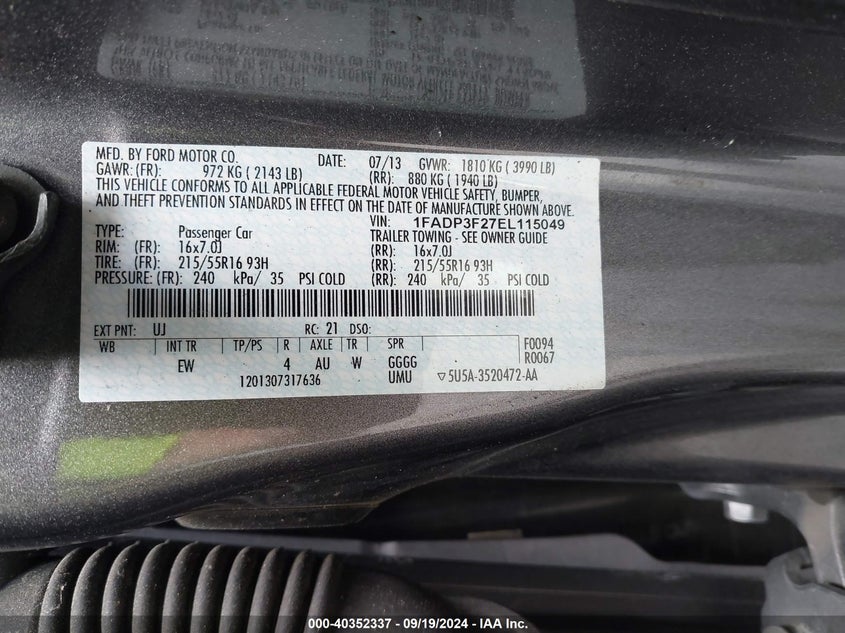 MFD. BY FORD MOTOR CO. DATE: 07/13 GVWR: 1810 KG ( 3990 LB)
GAWR: (FR): 972 KG ( 2143 LB) (RR): 880 KG ( 1940 LB)
THIS VEHICLE CONFORMS TO ALL APPLICABLE FEDERAL MOTOR VEHICLE SAFETY, BUMPER,
AND THEFT PREVENTION STANDARDS IN EFFECT ON THE DATE OF MANUFACTURE SHOWN ABOVE.
VIN: 1FADP3F27EL115049
TYPE: Passenger Car TRAILER TOWING - SEE OWNER GUIDE
RIM: (FR): 16x7.0J (RR): 16x7.0J
TIRE: (FR): 215/55R16 93H (RR): 215/55R16 93H
PRESSURE: (FR): 240 kPa/ 35 PSI COLD (RR): 240 kPa/ 35 PSI COLD
EXT PNT: UJ RC: 21 DSO:
WB INT TR TP/PS R AXLE TR SPR F0094
EW 4 AU W GGGG R0067
1201307317636 UMU ▽5U5A-3520472-AA
000-40352337 - 09/19/2024 - IAA Inc.